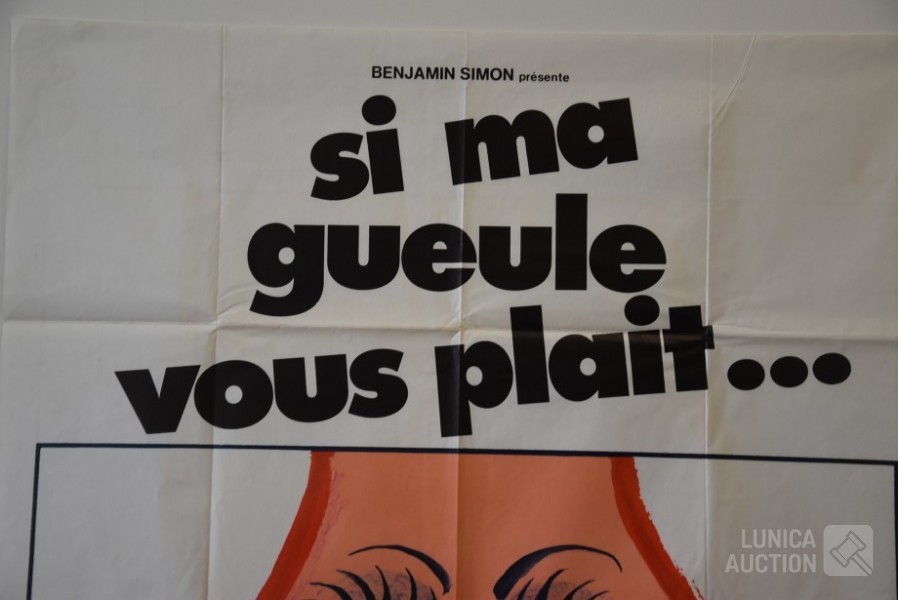 BENJAMIN SIMON présente
si ma
gueule
vous plait...
LUNICA
AUCTION